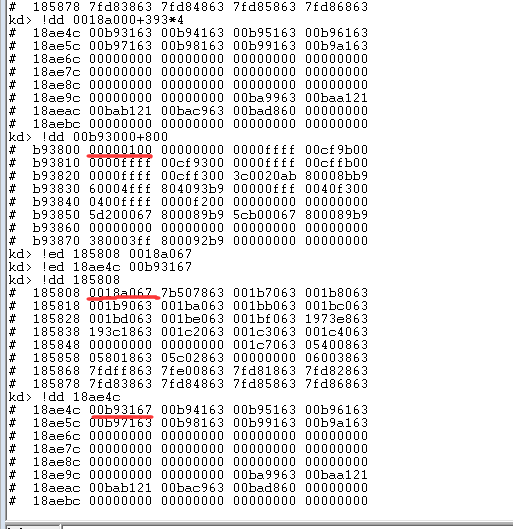 # 185878 7fd83863 7fd84863 7fd85863 7fd86863
kd> !dd 0018a000+393*4
# 18ae4c 00b93163 00b94163 00b95163 00b96163
# 18ae5c 00b97163 00b98163 00b99163 00b9a163
# 18ae6c 00000000 00000000 00000000 00000000
# 18ae7c 00000000 00000000 00000000 00000000
# 18ae8c 00000000 00000000 00000000 00000000
# 18ae9c 00000000 00000000 00ba9963 00baa121
# 18aeac 00bab121 00bac963 00bad860 00000000
# 18aebc 00000000 00000000 00000000 00000000
kd> !dd 00b93000+800
# b93800 00000100 00000000 0000ffff 00cf9b00
# b93810 0000ffff 00cf9300 0000ffff 00cffb00
# b93820 0000ffff 00cff300 3c0020ab 80008bb9
# b93830 60004fff 804093b9 00000fff 0040f300
# b93840 0400ffff 0000f200 00000000 00000000
# b93850 5d200067 800089b9 5cb00067 800089b9
# b93860 00000000 00000000 00000000 00000000
# b93870 380003ff 800092b9 00000000 00000000
kd> !ed 185808 0018a067
kd> !ed 18ae4c 00b93167
kd> !dd 185808
# 185808 0018a067 7b507863 001b7063 001b8063
# 185818 001b9063 001ba063 001bb063 001bc063
# 185828 001bd063 001be063 001bf063 1973e863
# 185838 193c1863 001c2063 001c3063 001c4063
# 185848 00000000 00000000 001c7063 05400863
# 185858 05801863 05c02863 00000000 06003863
# 185868 7fdff863 7fe00863 7fd81863 7fd82863
# 185878 7fd83863 7fd84863 7fd85863 7fd86863
kd> !dd 18ae4c
# 18ae4c 00b93167 00b94163 00b95163 00b96163
# 18ae5c 00b97163 00b98163 00b99163 00b9a163
# 18ae6c 00000000 00000000 00000000 00000000
# 18ae7c 00000000 00000000 00000000 00000000
# 18ae8c 00000000 00000000 00000000 00000000
# 18ae9c 00000000 00000000 00ba9963 00baa121
# 18aeac 00bab121 00bac963 00bad860 00000000
# 18aebc 00000000 00000000 00000000 00000000